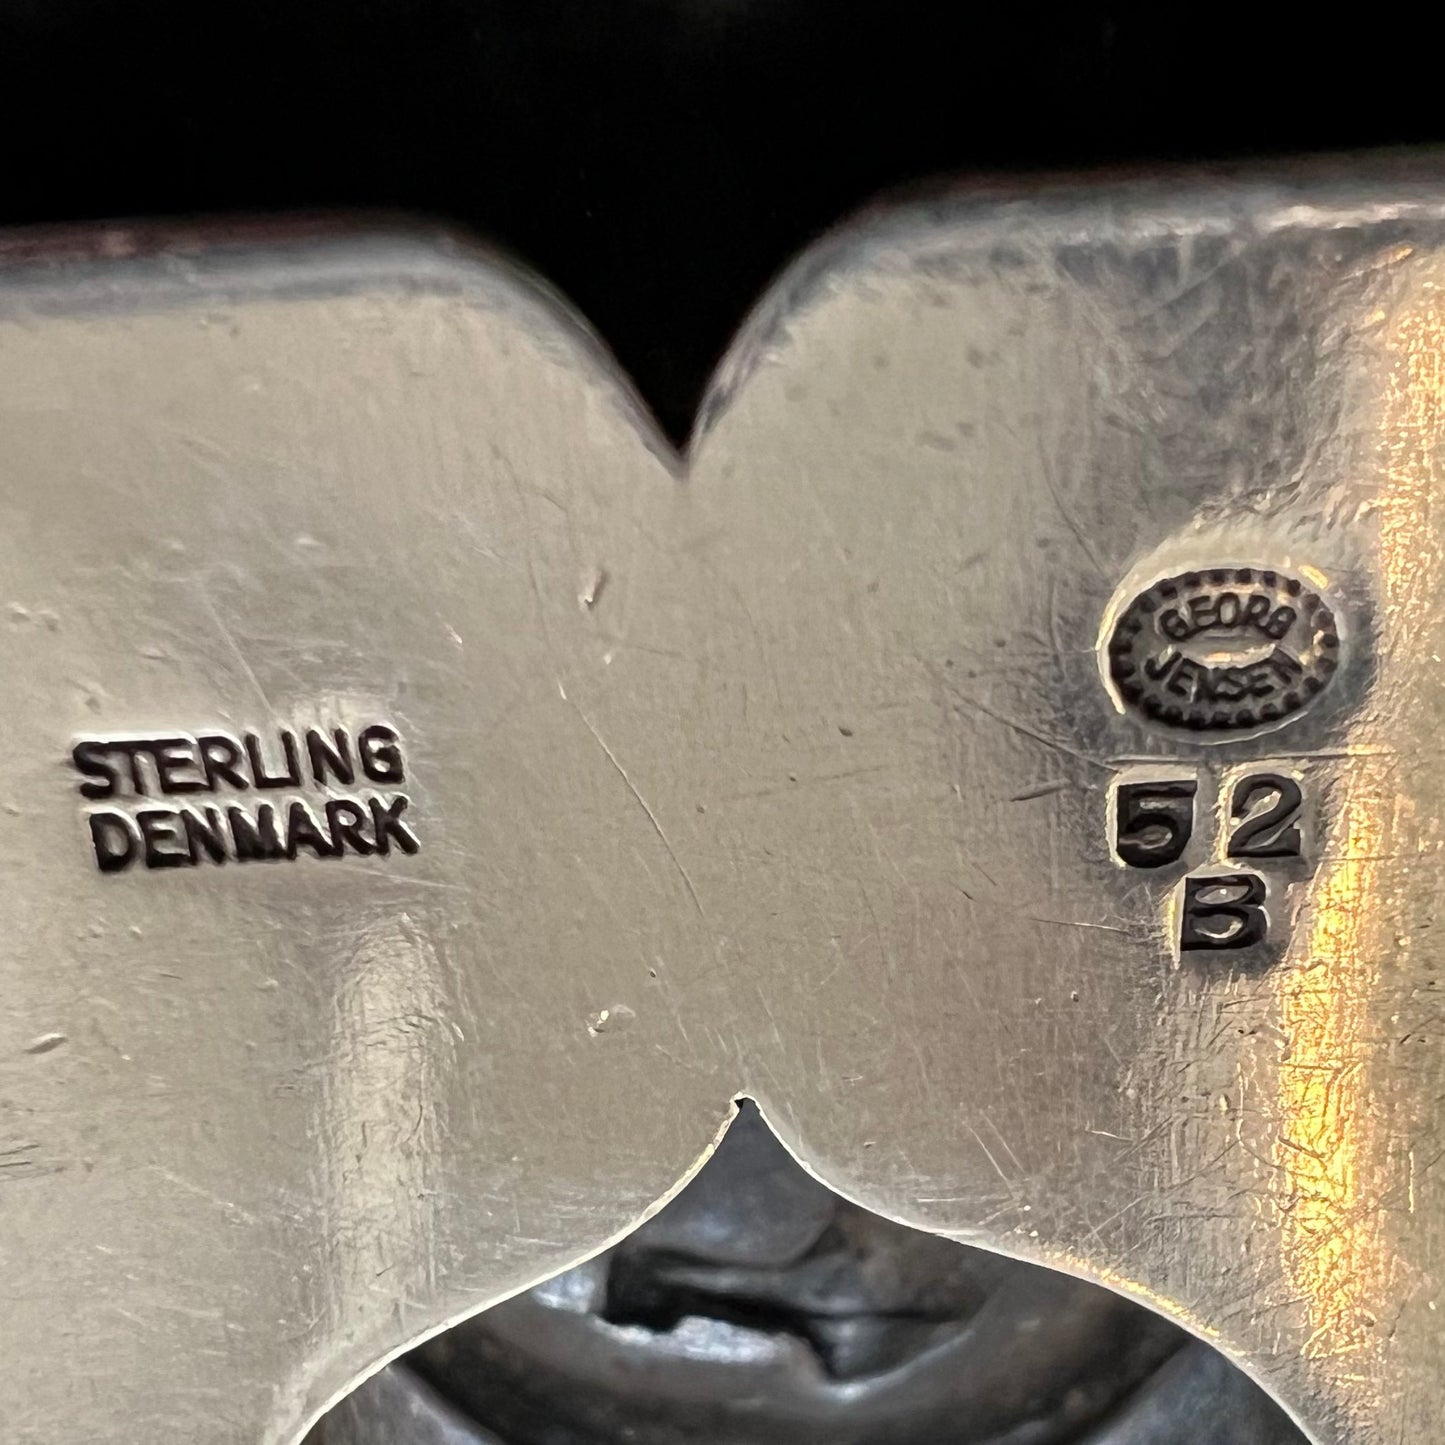 STERLING
DENMARK
GEORG
JENSEN
52
B